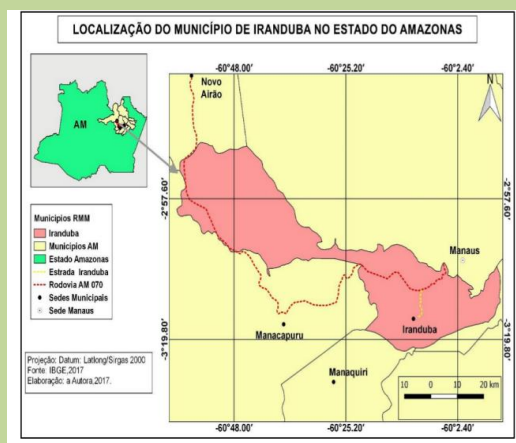 LOCALIZAÇÃO DO MUNICÍPIO DE IRANDUBA NO ESTADO DO AMAZONAS
-60°48.00'
-60°25.20'
-60°2.40'
Novo
Airão
N
AM
-2°57.60'
-2°57.60'
Municípios RMM
Iranduba
Municípios AM
Estado Amazonas
Estrada Iranduba
Rodovia AM 070
Sedes Municipais
Sede Manaus
Manaus
Iranduba
Manacapuru
-3°19.80'
-3°19.80'
Projeção: Datum: Latlong/Sirgas 2000
Fonte: IBGE,2017
Elaboração: a Autora,2017.
Manaquiri
10 0 10 20 km
-60°48.00'
-60°25.20'
-60°2.40'